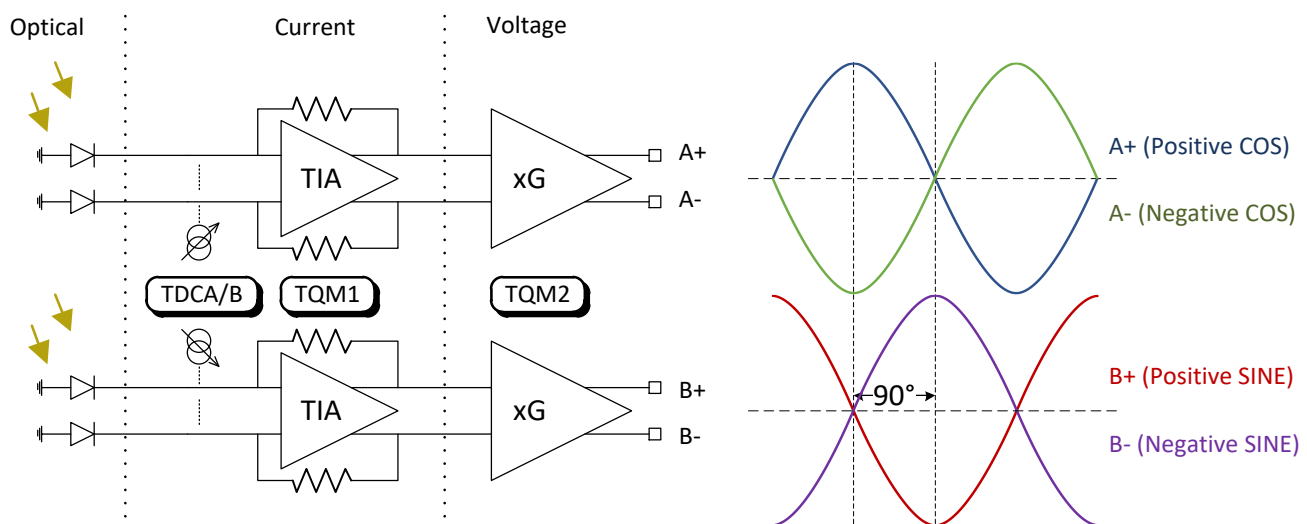 Optical
Current
Voltage
TIA
xG
A+
A-
TDCA/B
TQM1
TQM2
TIA
xG
B+
B-
A+ (Positive COS)
A- (Negative COS)
90°
B+ (Positive SINE)
B- (Negative SINE)